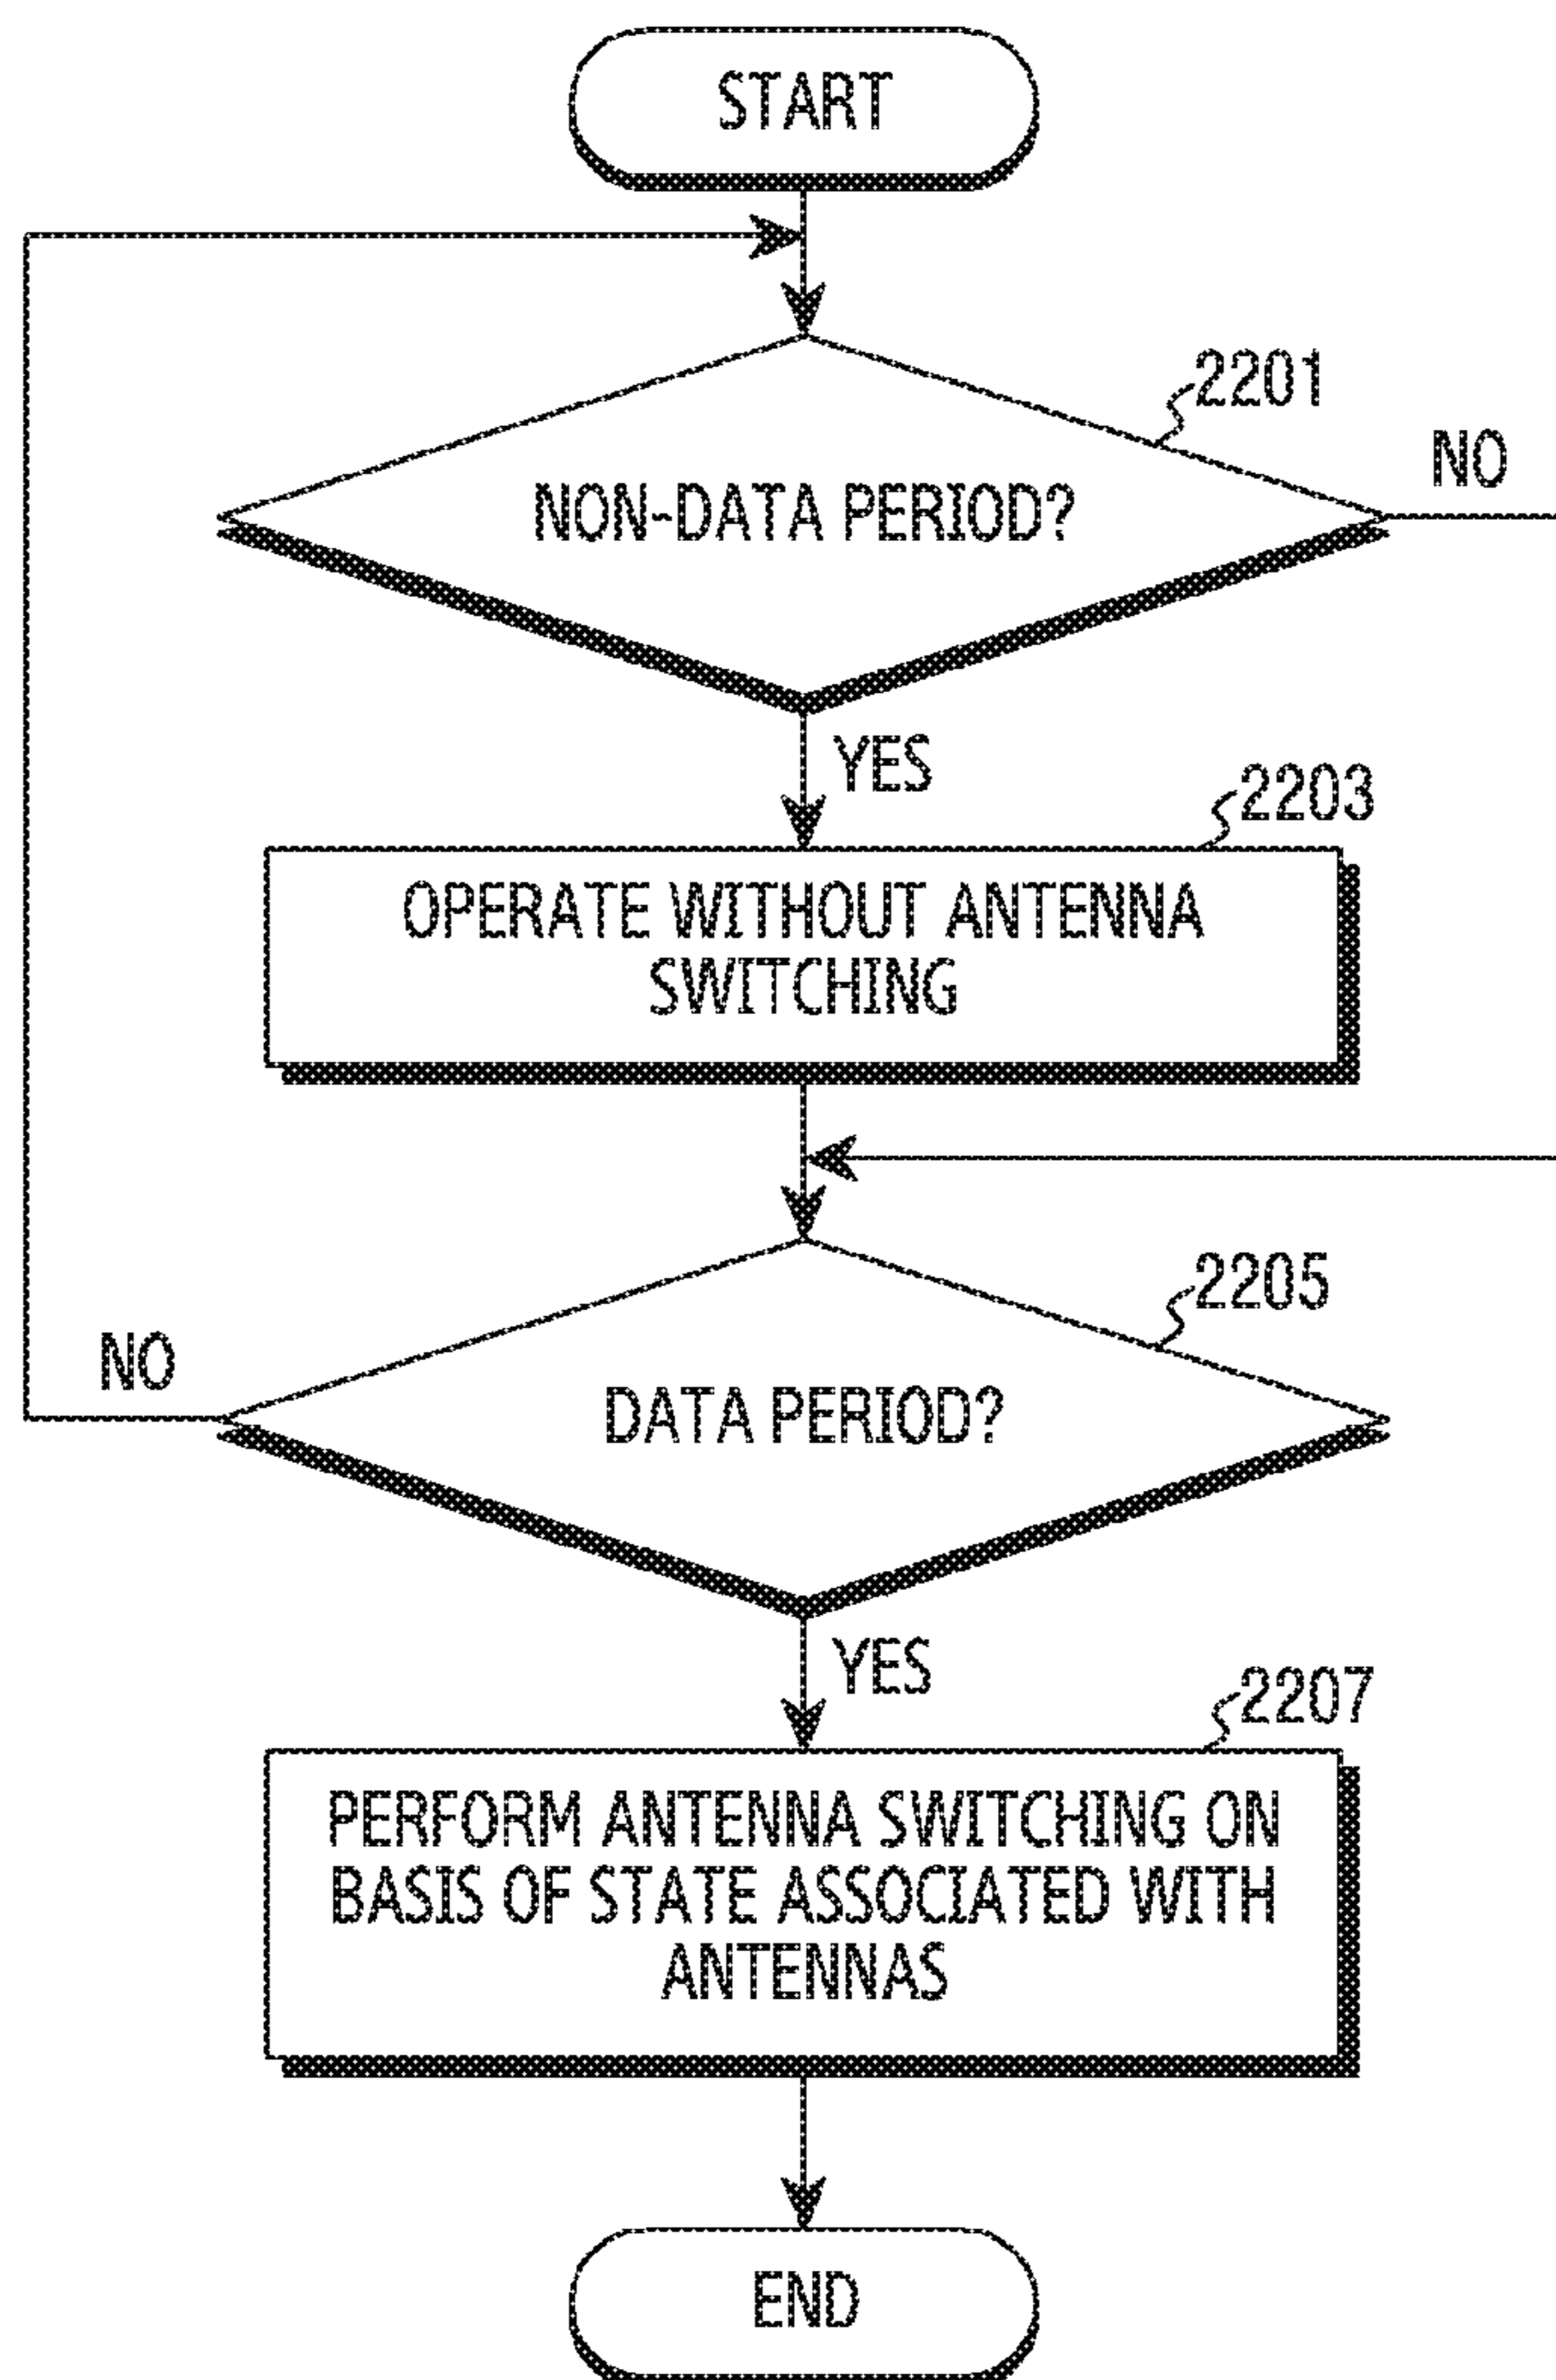 START
2201
NO
NON-DATA PERIOD?
YES
2203
OPERATE WITHOUT ANTENNA
SWITCHING
2205
NO
DATA PERIOD?
YES
2207
PERFORM ANTENNA SWITCHING ON
BASIS OF STATE ASSOCIATED WITH
ANTENNAS
END